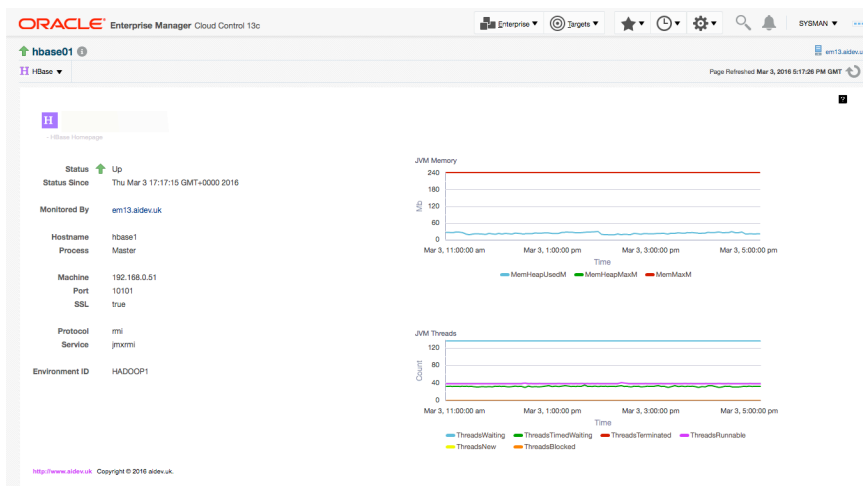 ORACLE Enterprise Manager Cloud Control 13c
Enterprise Targets SYSMAN
hbase01
em13.aidev.u
H HBase
Page Refreshed Mar 3, 2016 5:17:26 PM GMT
?
H
- HBase Homepage
Status Up
Status Since Thu Mar 3 17:17:15 GMT+0000 2016
Monitored By em13.aidev.uk
Hostname hbase1
Process Master
Machine 192.168.0.51
Port 10101
SSL true
Protocol rmi
Service jmxrmi
Environment ID HADOOP1
JVM Memory
240
180
120
60
0
Mb
Mar 3, 11:00:00 am Mar 3, 1:00:00 pm Mar 3, 3:00:00 pm Mar 3, 5:00:00 pm
Time
MemHeapUsedM MemHeapMaxM MemMaxM
JVM Threads
120
80
40
0
Count
Mar 3, 11:00:00 am Mar 3, 1:00:00 pm Mar 3, 3:00:00 pm Mar 3, 5:00:00 pm
Time
ThreadsWaiting ThreadsTimedWaiting ThreadsTerminated ThreadsRunnable
ThreadsNew ThreadsBlocked
http://www.aidev.uk Copyright © 2016 aidev.uk.